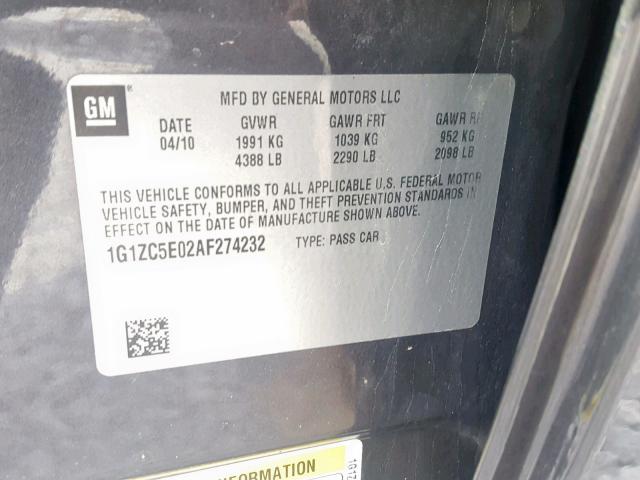 GM
MFD BY GENERAL MOTORS LLC
DATE GVWR GAWR FRT GAWR RR
04/10 1991 KG 1039 KG 952 KG
4388 LB 2290 LB 2098 LB
THIS VEHICLE CONFORMS TO ALL APPLICABLE U.S. FEDERAL MOTOR
VEHICLE SAFETY, BUMPER, AND THEFT PREVENTION STANDARDS IN
EFFECT ON THE DATE OF MANUFACTURE SHOWN ABOVE.
1G1ZC5E02AF274232 TYPE: PASS CAR
INFORMATION